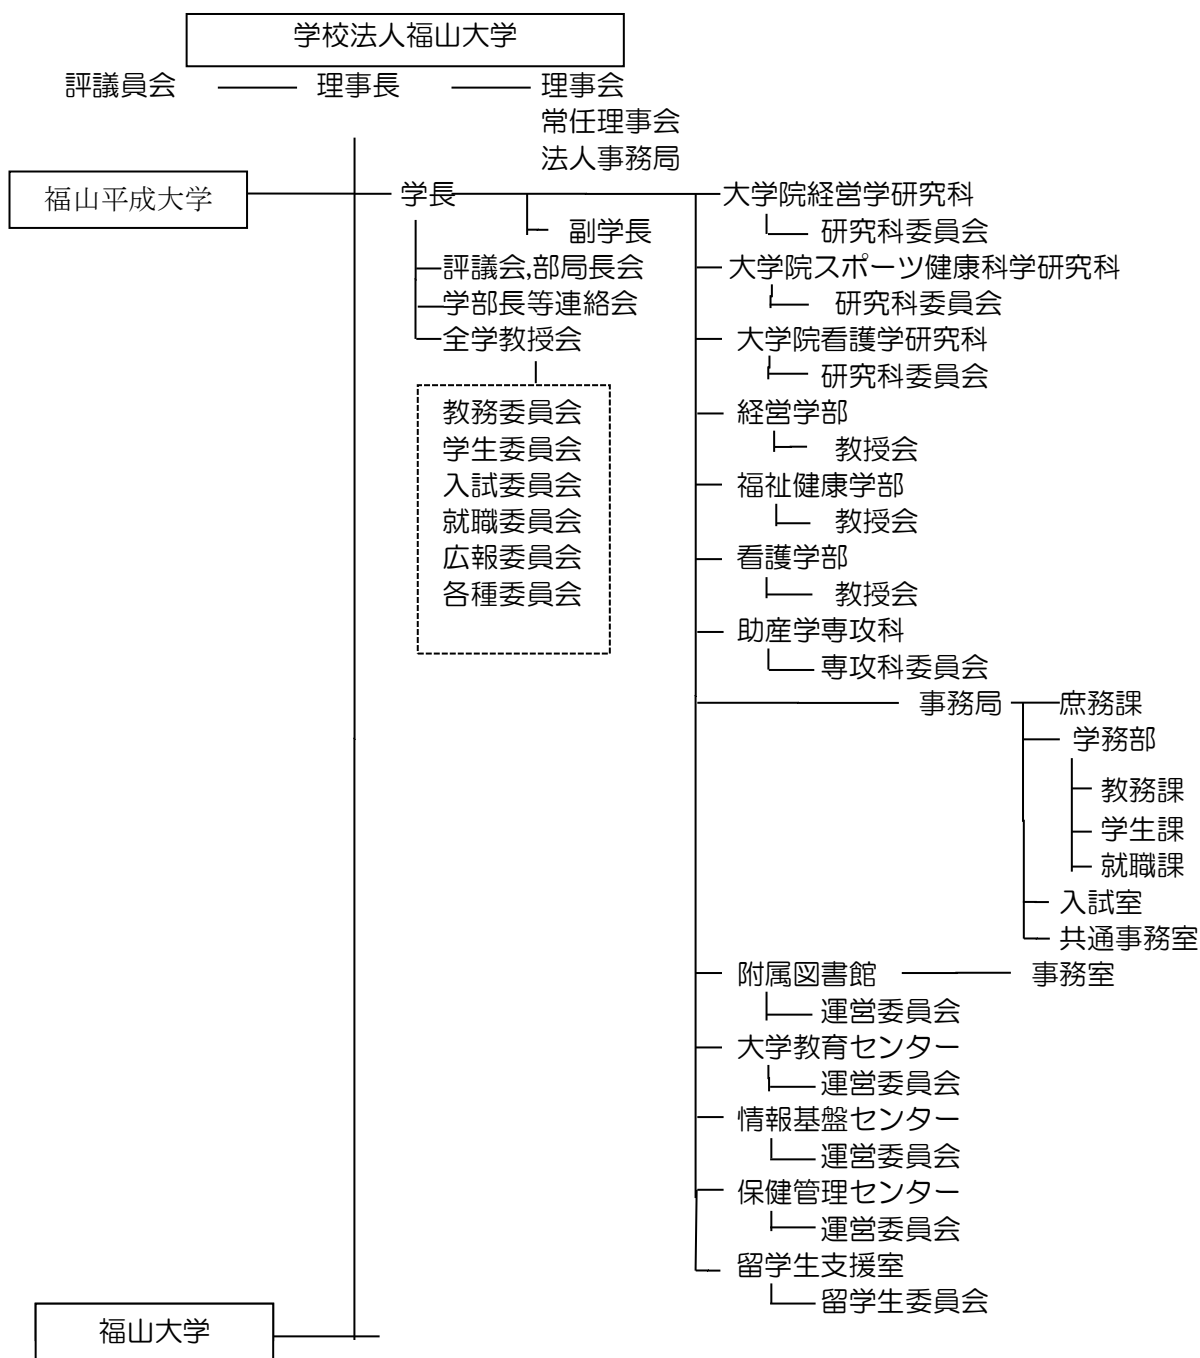 学校法人福山大学
評議員会 理事長 理事会
常任理事会
法人事務局
福山平成大学 学長 大学院経営学研究科
副学長 研究科委員会
評議会,部局長会 大学院スポーツ健康科学研究科
学部長等連絡会 研究科委員会
全学教授会 大学院看護学研究科
研究科委員会
教務委員会 経営学部
学生委員会 教授会
入試委員会 福祉健康学部
就職委員会 教授会
広報委員会 看護学部
各種委員会 教授会
助産学専攻科
専攻科委員会
事務局 庶務課
学務部
教務課
学生課
就職課
入試室
共通事務室
附属図書館 事務室
運営委員会
大学教育センター
運営委員会
情報基盤センター
運営委員会
保健管理センター
運営委員会
留学生支援室
留学生委員会
福山大学